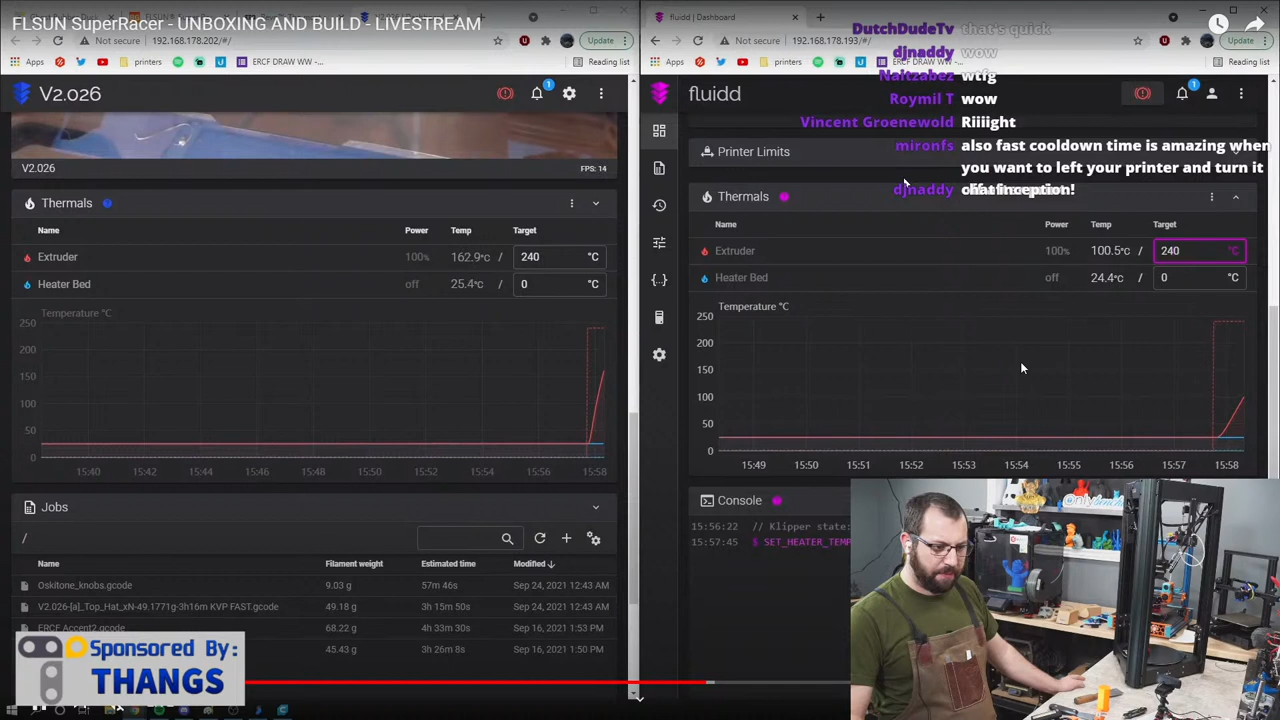 FLSUN SuperRacer - UNBOXING AND BUILD - LIVESTREAM
Not secure 192.168.178.202/#/ Update
Apps printers ERCF DRAW WW - Reading list
V2.026
V2.026 FPS: 14
Thermals
Name Power Temp Target
Extruder 100% 162.9°C / 240 °C
Heater Bed off 25.4°C / 0 °C
Temperature °C
250
200
150
100
50
0
15:40 15:42 15:44 15:46 15:48 15:50 15:52 15:54 15:56 15:58
Jobs
/
Name Filament weight Estimated time Modified
Oskitone_knobs.gcode 9.03 g 57m 46s Sep 24, 2021 12:43 AM
V2.026-[a]_Top_Hat_xN-49.1771g-3h16m KVP FAST.gcode 49.18 g 3h 15m 50s Sep 24, 2021 12:43 AM
ERCF Accent2.gcode 68.22 g 4h 33m 30s Sep 16, 2021 1:53 PM
45.43 g 3h 26m 8s Sep 16, 2021 1:50 PM
Sponsored By:
THANGS
fluidd | Dashboard
Not secure 192.168.178.193/#/ Update
Apps printers ERCF DRAW WW Reading list
fluidd
DutchDudeTv that's quick
djnaddy wow
Naitzabez wtfg
Roymil T wow
Vincent Groenewold Riiiight
mironfs also fast cooldown time is amazing when
you want to left your printer and turn it
djnaddy chat inception!
Printer Limits
Thermals
Name Power Temp Target
Extruder 100% 100.5°C / 240 °C
Heater Bed off 24.4°C / 0 °C
Temperature °C
250
200
150
100
50
0
15:49 15:50 15:51 15:52 15:53 15:54 15:55 15:56 15:57 15:58
Console
15:56:22 // Klipper state:
15:57:45 $ SET_HEATER_TEMP